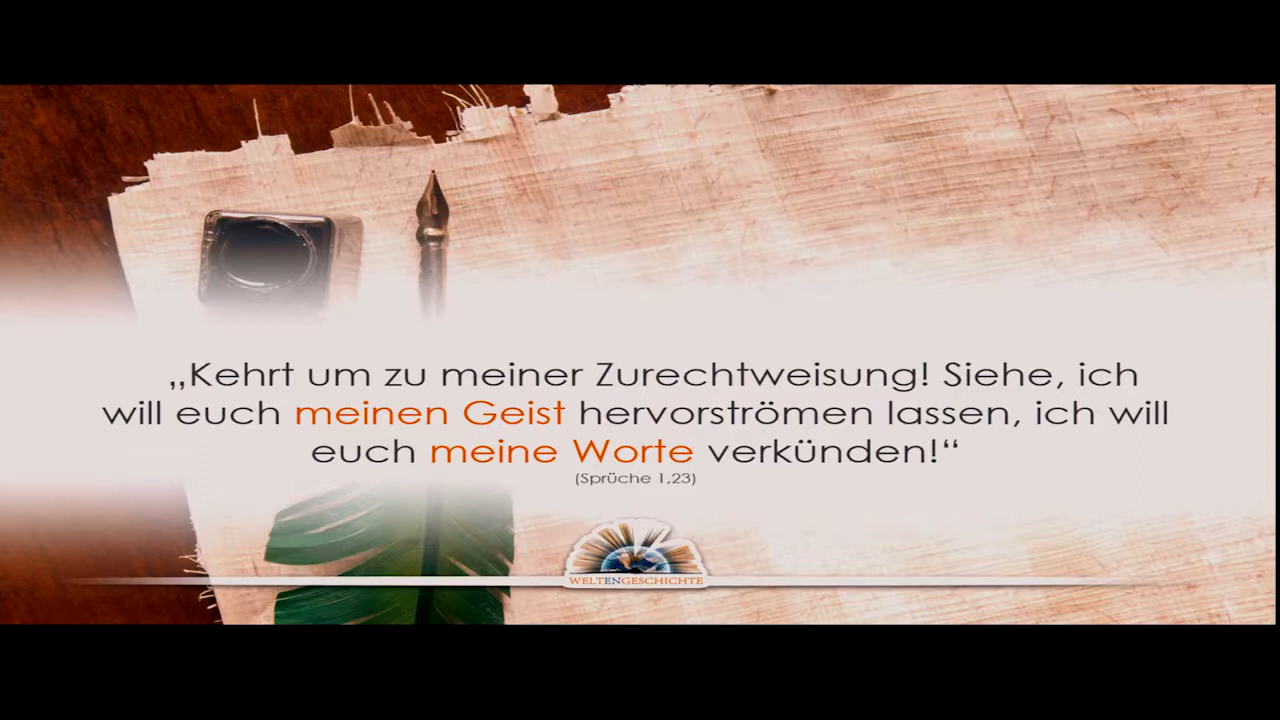 „Kehrt um zu meiner Zurechtweisung! Siehe, ich
will euch meinen Geist hervorströmen lassen, ich will
euch meine Worte verkünden!“
(Sprüche 1,23)
WELTENGESCHICHTE